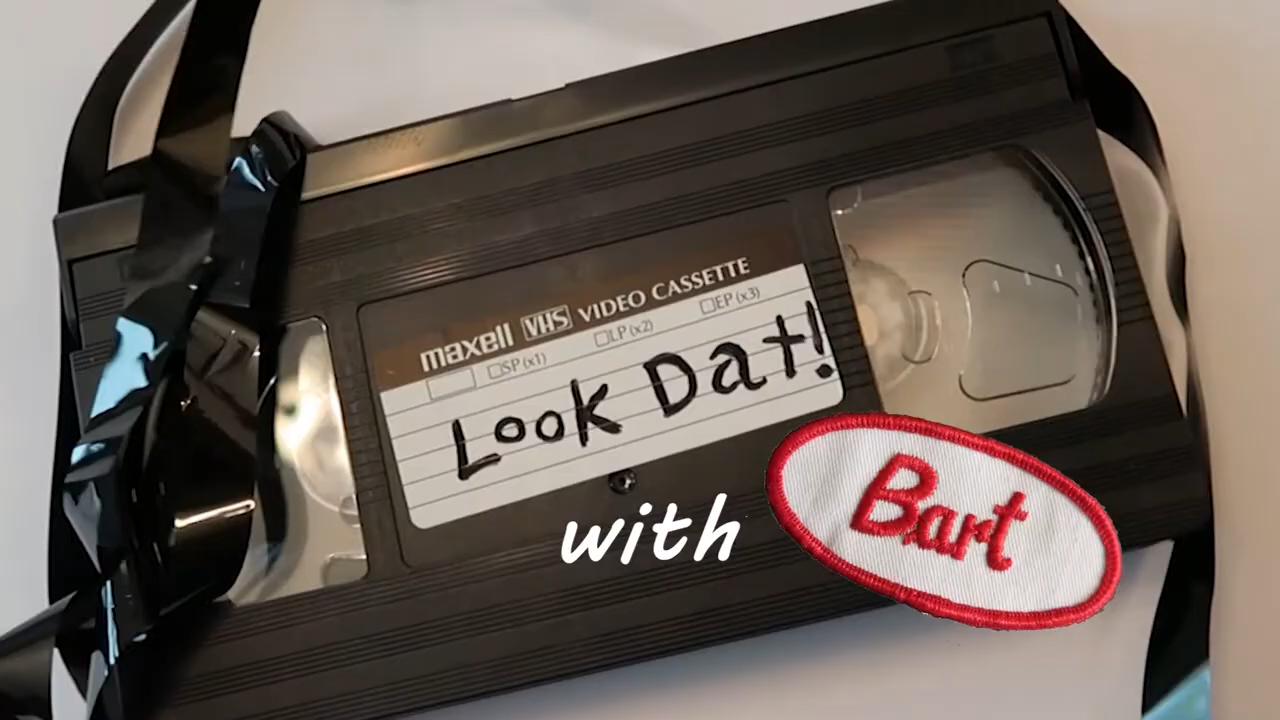 maxell VHS VIDEO CASSETTE
SP (x1) LP (x2) EP (x3)
Look Dat!
with Bart